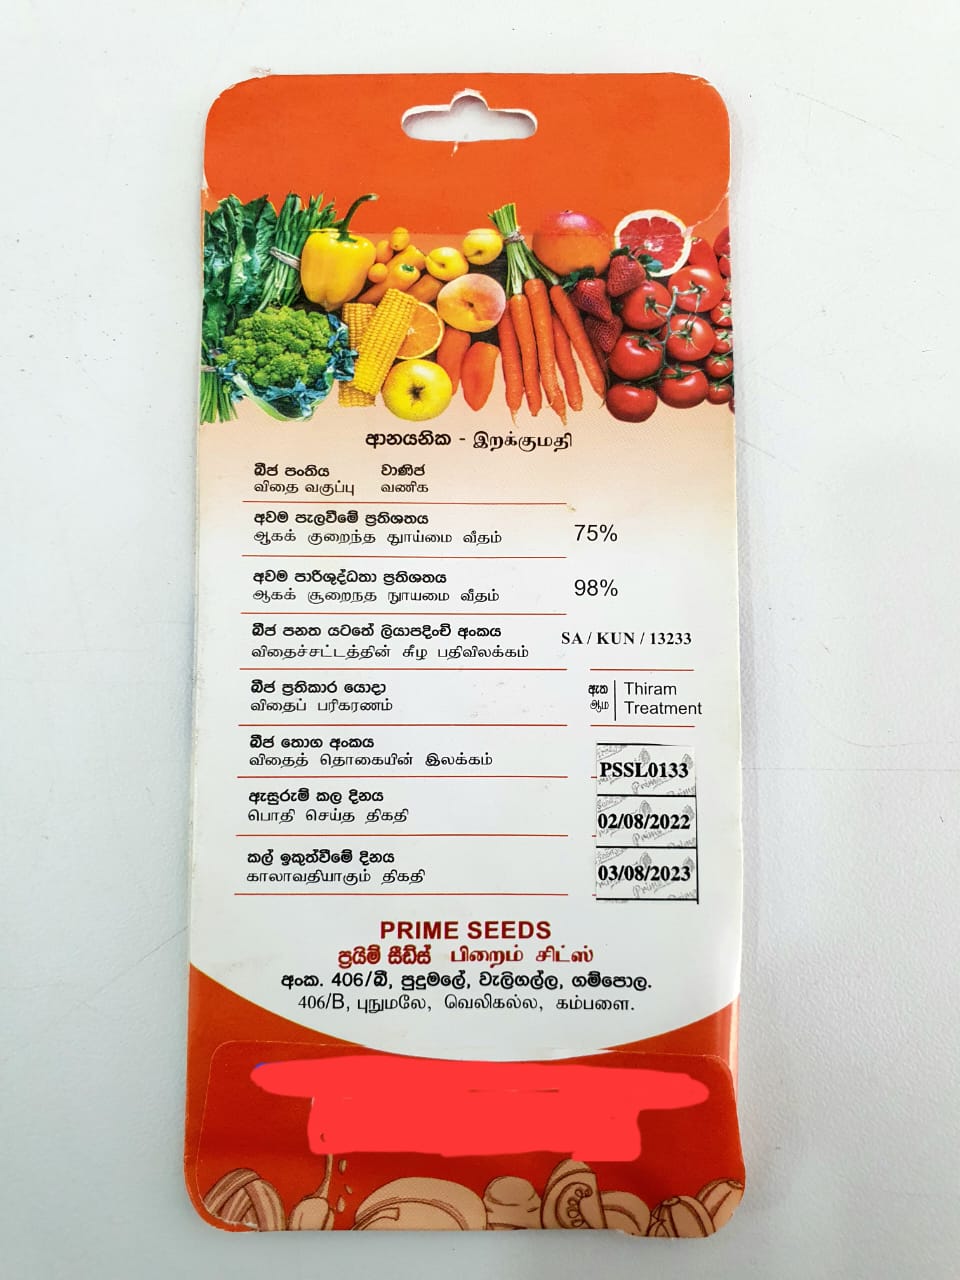 ආනයනික - இறக்குமதி
බීජ පංතිය වාණිජ
விதை வகுப்பு வணிக
අවම පැලවීමේ ප්‍රතිශතය
ஆகக் குறைந்த தூய்மை வீதம் 75%
අවම පාරිශුද්ධතා ප්‍රතිශතය
ஆகக் சூறைநத நுாயமை வீதம் 98%
බීජ පනත යටතේ ලියාපදිංචි අංකය SA / KUN / 13233
விதைச்சட்டத்தின் சுீழ பதிவிலக்கம்
බීජ ප්‍රතිකාර යොදා ඇත Thiram
விதைப் பரிகரணம் ஆம Treatment
බීජ තොග අංකය
விதைத் தொகையின் இலக்கம் PSSL0133
ඇසුරුම් කල දිනය
பொதி செய்த திகதி 02/08/2022
කල් ඉකුත්වීමේ දිනය
காலாவதியாகும் திகதி 03/08/2023
PRIME SEEDS
ප්‍රයිම් සීඩ්ස් பிறைம் சிட்ஸ்
අංක. 406/බී, පුදුමලේ, වැලිගල්ල, ගම්පොල.
406/B, புநுமலே, வெலிகல்ல, கம்பளை.